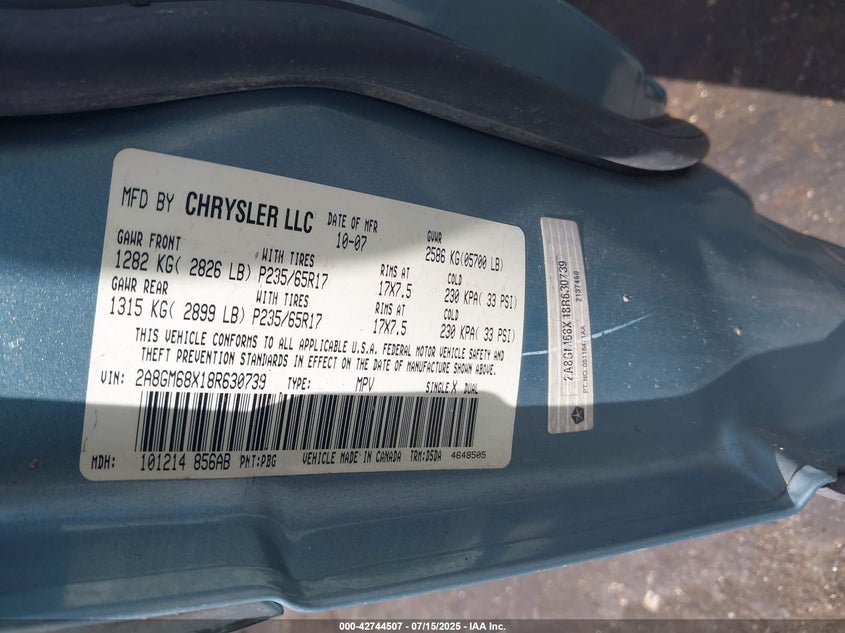 MFD BY CHRYSLER LLC DATE OF MFR 10-07 GVWR 2586 KG(05700 LB)
GAWR FRONT WITH TIRES RIMS AT COLD
1282 KG( 2826 LB) P235/65R17 17X7.5 230 KPA( 33 PSI)
GAWR REAR WITH TIRES RIMS AT COLD
1315 KG( 2899 LB) P235/65R17 17X7.5 230 KPA( 33 PSI)
THIS VEHICLE CONFORMS TO ALL APPLICABLE U.S.A. FEDERAL MOTOR VEHICLE SAFETY AND
THEFT PREVENTION STANDARDS IN EFFECT ON THE DATE OF MANUFACTURE SHOWN ABOVE.
VIN: 2A8GM68X18R630739 TYPE: MPV SINGLE X DUAL
MDH: 101214 856AB PNT:PBG VEHICLE MADE IN CANADA TRM:D5DA 4648505
2A8GM68X18R630739
2137460
PT. NO.
000-42744507 - 07/15/2025 - IAA Inc.